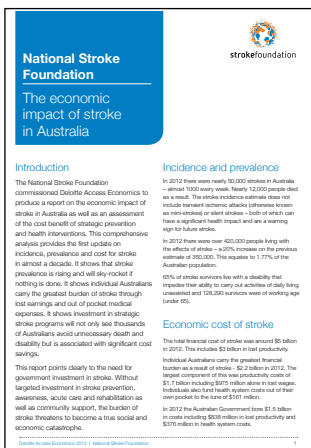 National Stroke
Foundation
The economic
impact of stroke
in Australia
strokefoundation
Introduction
The National Stroke Foundation
commissioned Deloitte Access Economics to
produce a report on the economic impact of
stroke in Australia as well as an assessment
of the cost benefit of strategic prevention
and health interventions. This comprehensive
analysis provides the first update on
incidence, prevalence and cost for stroke
in almost a decade. It shows that stroke
prevalence is rising and will sky-rocket if
nothing is done. It shows individual Australians
carry the greatest burden of stroke through
lost earnings and out of pocket medical
expenses. It shows investment in strategic
stroke programs will not only see thousands
of Australians avoid unnecessary death and
disability but is associated with significant cost
savings.
This report points clearly to the need for
government investment in stroke. Without
targeted investment in stroke prevention,
awareness, acute care and rehabilitation as
well as community support, the burden of
stroke threatens to become a true social and
economic catastrophe.
Incidence and prevalence
In 2012 there were nearly 50,000 strokes in Australia
– almost 1000 every week. Nearly 12,000 people died
as a result. The stroke incidence estimate does not
include transient ischemic attacks (otherwise known
as mini-strokes) or silent strokes – both of which can
have a significant health impact and are a warning
sign for future stroke.
In 2012 there were over 420,000 people living with
the effects of stroke – a 20% increase on the previous
estimate of 350,000. This equates to 1.77% of the
Australian population.
65% of stroke survivors live with a disability that
impedes their ability to carry out activities of daily living
unassisted and 128,290 survivors were of working age
(under 65).
Economic cost of stroke
The total financial cost of stroke was around $5 billion
in 2012. This includes $3 billion in lost productivity.
Individual Australians carry the greatest financial
burden as a result of stroke - $2.2 billion in 2012. The
largest component of this was productivity costs of
$1.7 billion including $975 million alone in lost wages.
Individuals also fund health system costs out of their
own pocket to the tune of $161 million.
In 2012 the Australian Government bore $1.5 billion
in costs including $838 million in lost productivity and
$376 million in health system costs.
Deloitte Access Economics 2013 | National Stroke Foundation
1